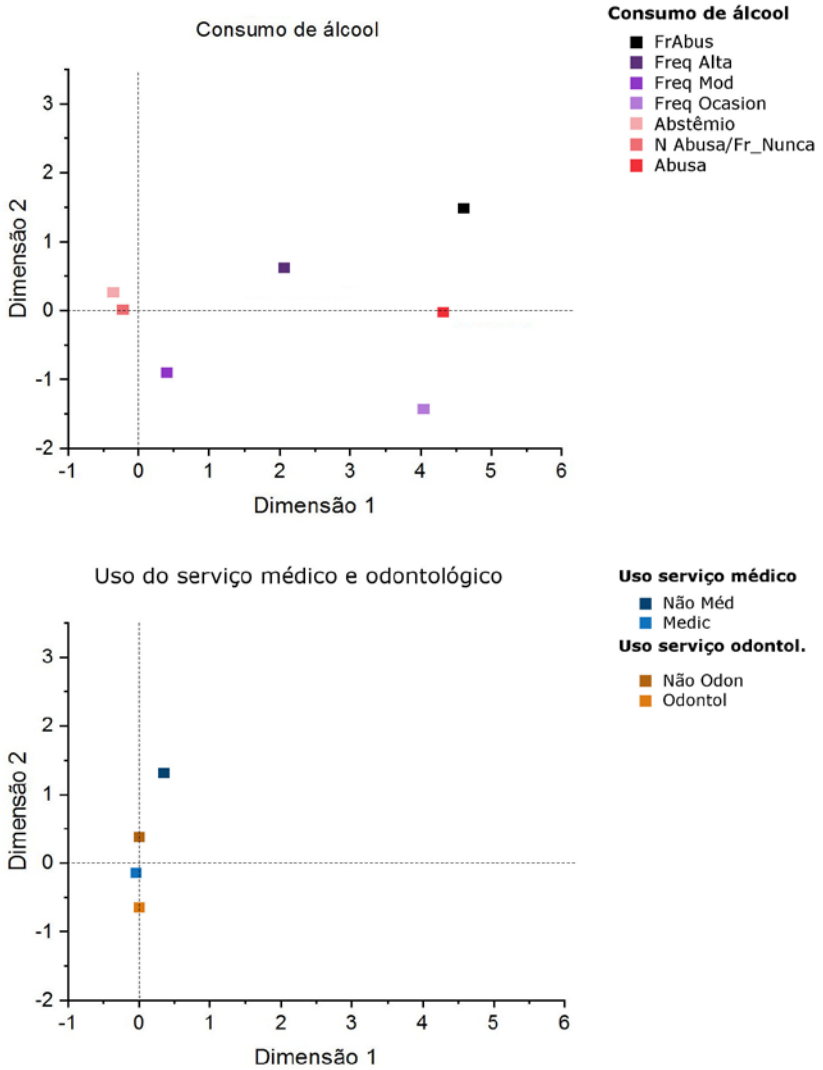 Consumo de álcool
Consumo de álcool
FrAbus
Freq Alta
Freq Mod
Freq Ocasion
Abstêmio
N Abusa/Fr_Nunca
Abusa
3
2
1
0
-1
-2
Dimensão 2
-1 0 1 2 3 4 5 6
Dimensão 1
Uso do serviço médico e odontológico
Uso serviço médico
Não Méd
Medic
Uso serviço odontol.
Não Odon
Odontol
3
2
1
0
-1
-2
Dimensão 2
-1 0 1 2 3 4 5 6
Dimensão 1